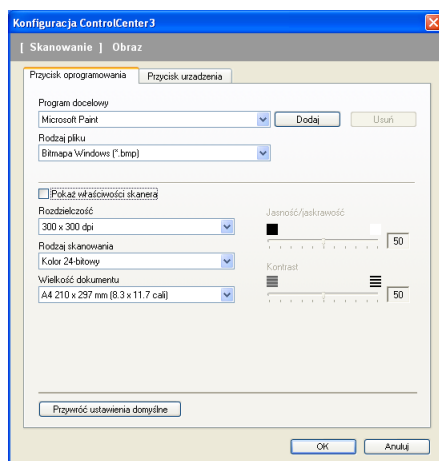 Konfiguracja ControlCenter3
[ Skanowanie ] Obraz
Przycisk oprogramowania Przycisk urzadzenia
Program docelowy
Microsoft Paint Dodaj Usuń
Rodzaj pliku
Bitmapa Windows (*.bmp)
Pokaż właściwości skanera
Rozdzielczość Jasność/jaskrawość
300 x 300 dpi 50
Rodzaj skanowania
Kolor 24-bitowy
Kontrast
Wielkość dokumentu
A4 210 x 297 mm (8.3 x 11.7 cali) 50
Przywróć ustawienia domyślne
OK Anuluj